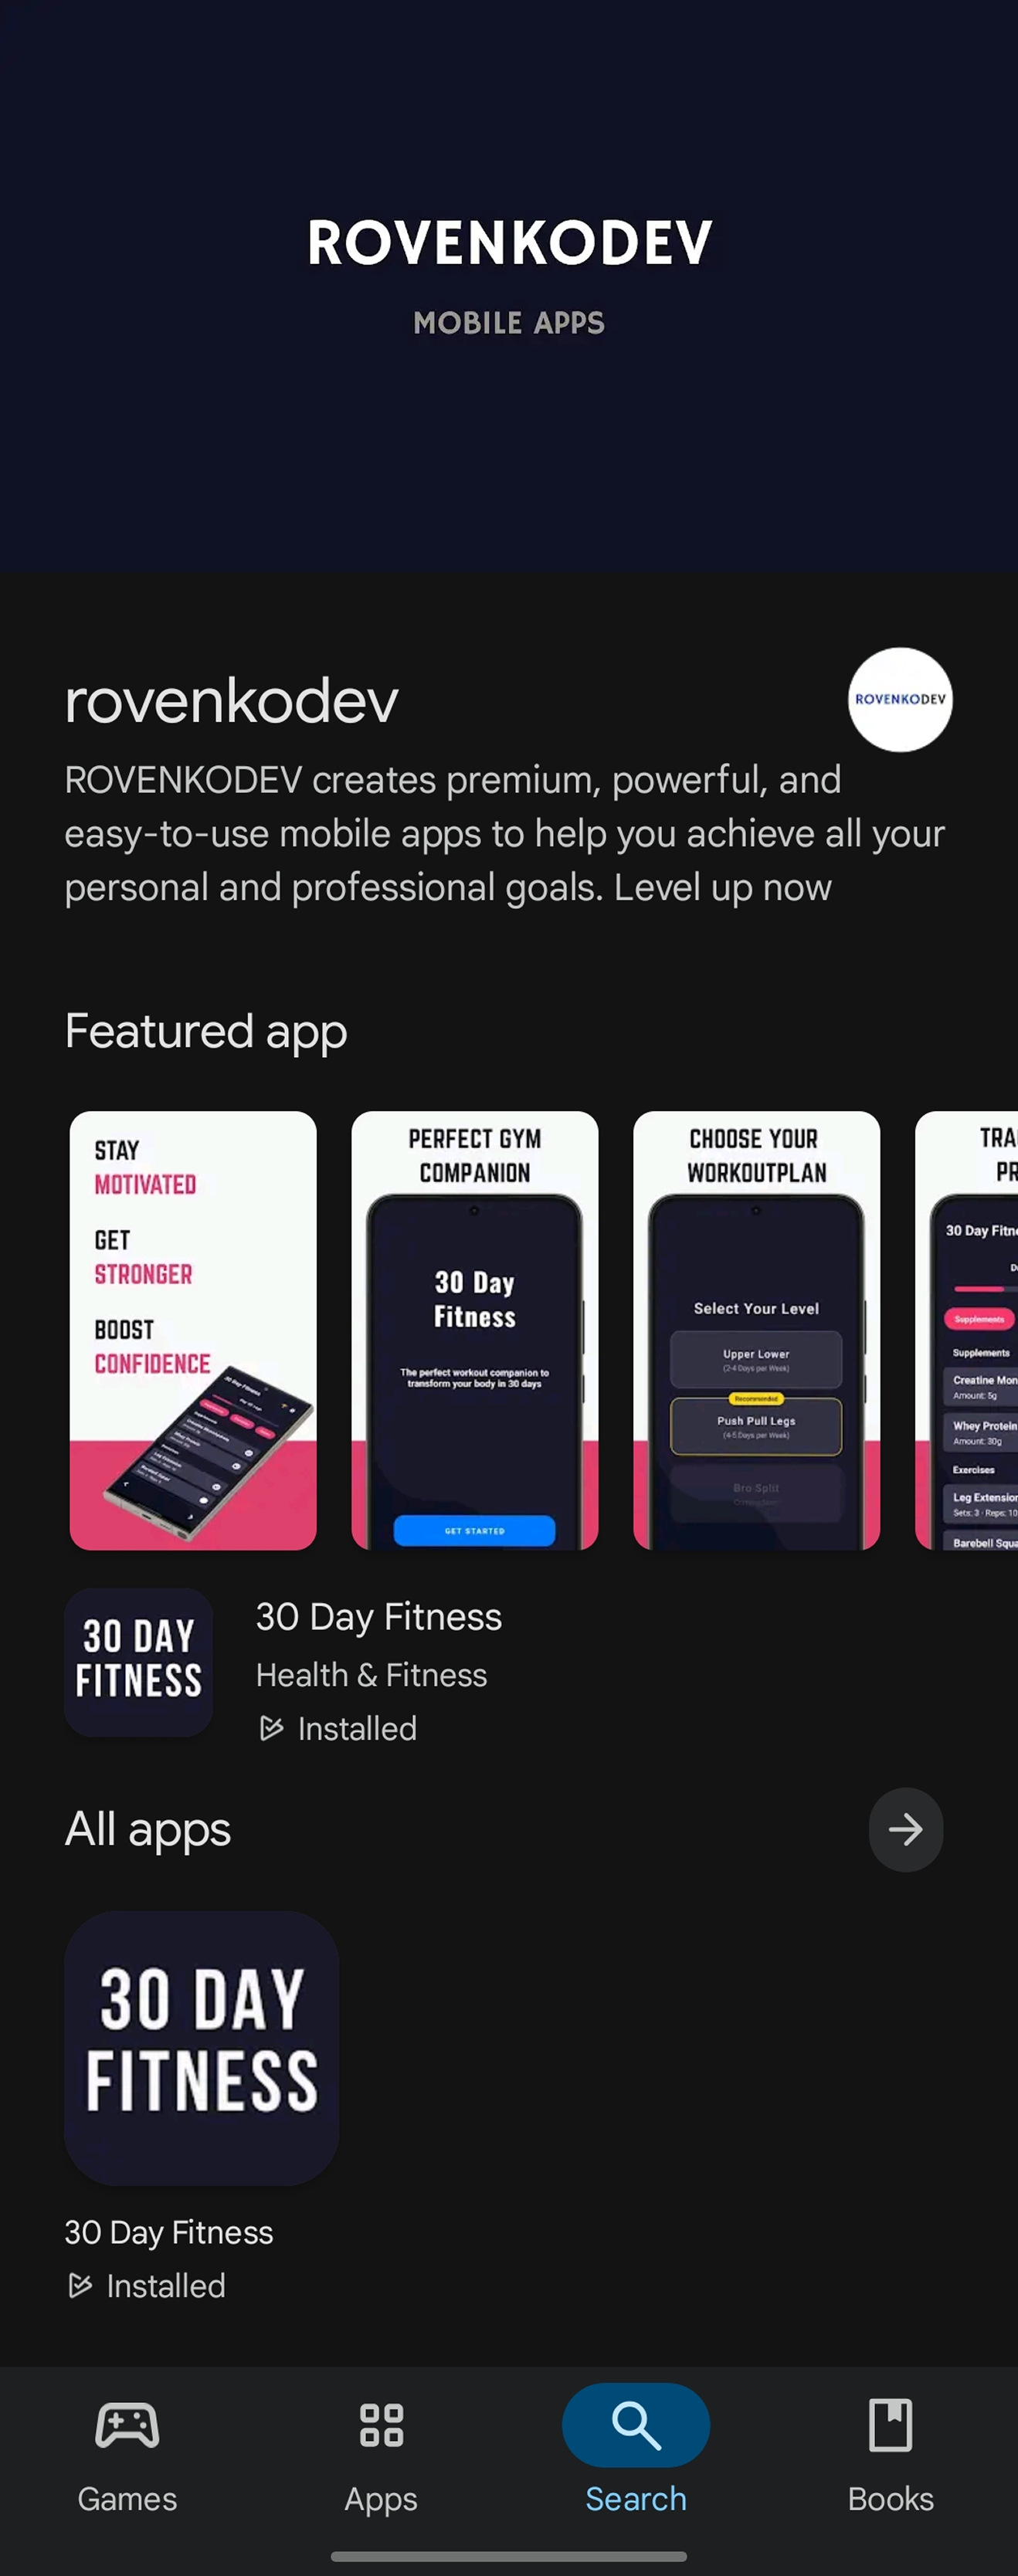 ROVENKODEV
MOBILE APPS
rovenkodev
ROVENKODEV
ROVENKODEV creates premium, powerful, and
easy-to-use mobile apps to help you achieve all your
personal and professional goals. Level up now
Featured app
STAY
MOTIVATED
GET
STRONGER
BOOST
CONFIDENCE
30 Day Fitness
PERFECT GYM
COMPANION
30 Day
Fitness
The perfect workout companion to
transform your body in 30 days
GET STARTED
CHOOSE YOUR
WORKOUTPLAN
Select Your Level
Upper Lower
(2-4 Days per Week)
Recommended
Push Pull Legs
(4-5 Days per Week)
Bro Split
TRA
PR
30 Day Fitne
D
Supplements
Supplements
Creatine Mon
Amount: 5g
Whey Protein
Amount: 30g
Exercises
Leg Extension
Sets: 3 · Reps: 10
Barebell Squa
30 DAY
FITNESS
30 Day Fitness
Health & Fitness
Installed
All apps
30 DAY
FITNESS
30 Day Fitness
Installed
Games
Apps
Search
Books